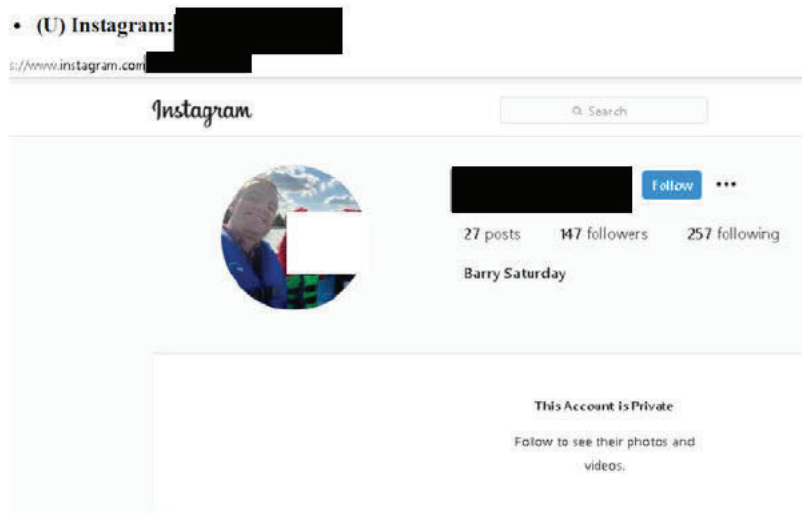 • (U) Instagram:
s://www.instagram.com
Instagram
Search
Follow •••
27 posts 147 followers 257 following
Barry Saturday
This Account is Private
Follow to see their photos and
videos.